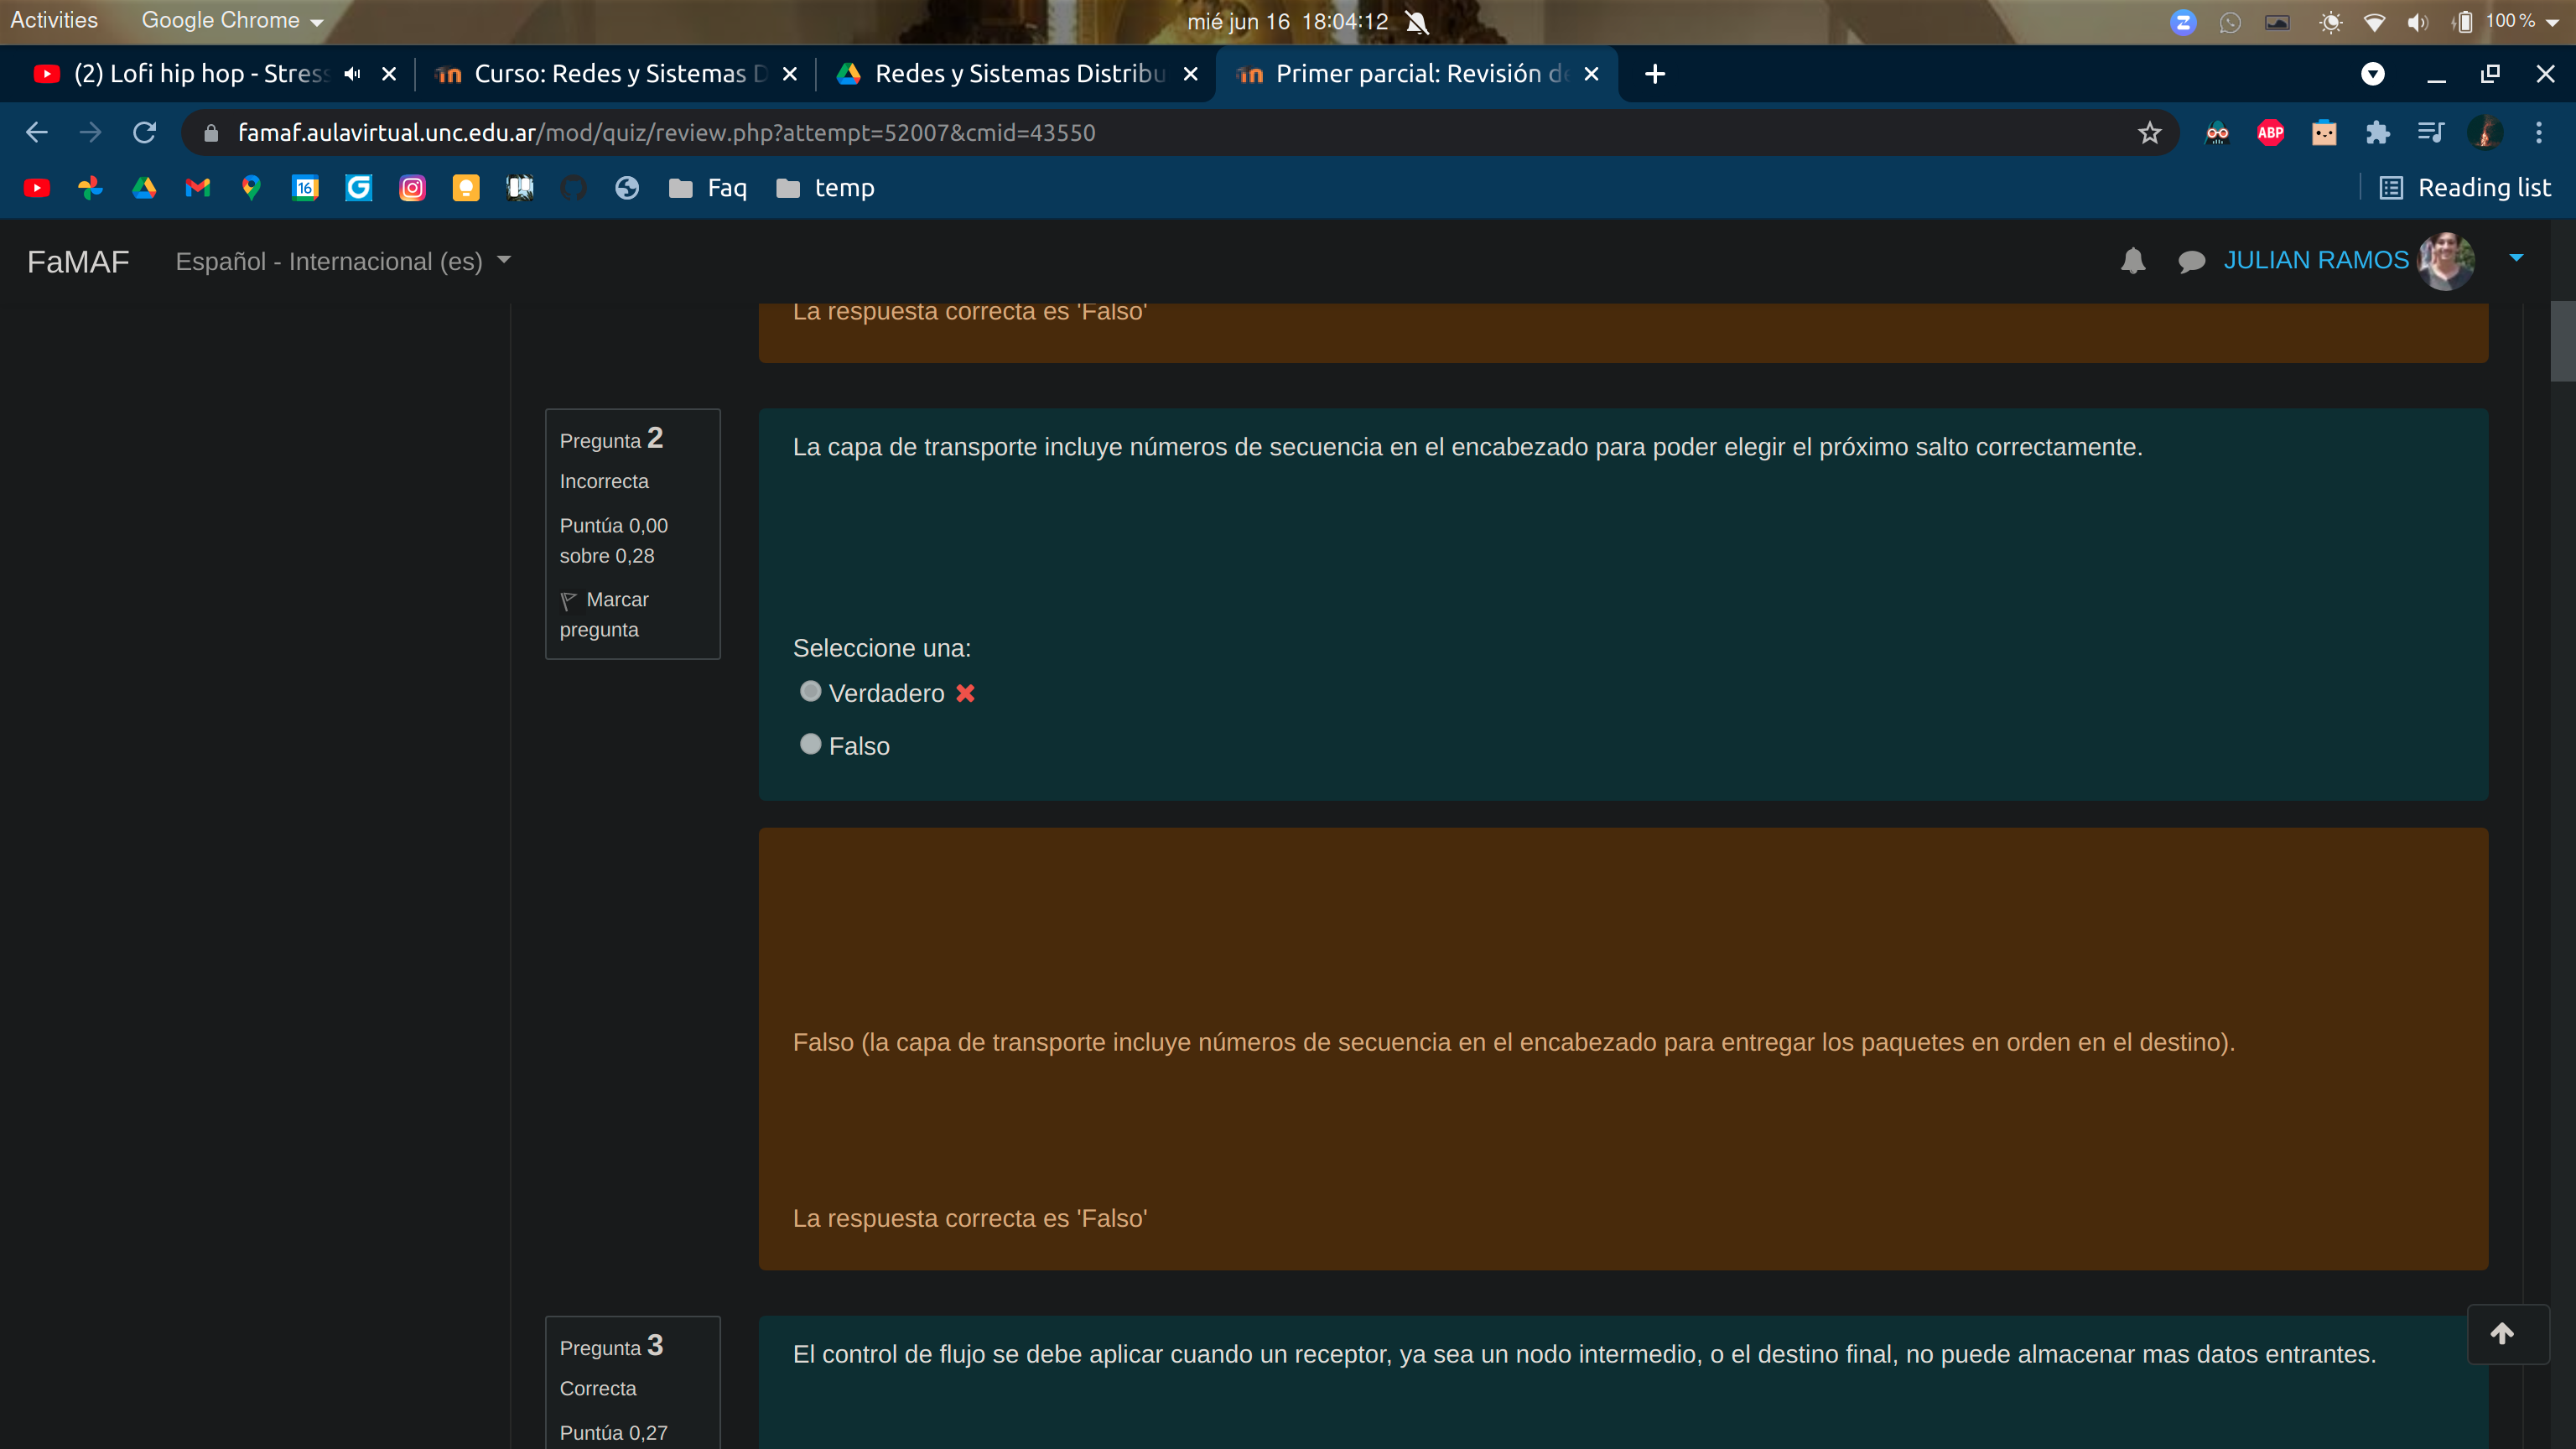 Activities Google Chrome mié jun 16 18:04:12 100 %
(2) Lofi hip hop - Stress Curso: Redes y Sistemas D Redes y Sistemas Distribu Primer parcial: Revisión de
famaf.aulavirtual.unc.edu.ar/mod/quiz/review.php?attempt=52007&cmid=43550 ABP
16 Faq temp Reading list
FaMAF Español - Internacional (es) JULIAN RAMOS
La respuesta correcta es 'Falso'
Pregunta 2
Incorrecta
Puntúa 0,00
sobre 0,28
Marcar
pregunta
La capa de transporte incluye números de secuencia en el encabezado para poder elegir el próximo salto correctamente.
Seleccione una:
Verdadero
Falso
Falso (la capa de transporte incluye números de secuencia en el encabezado para entregar los paquetes en orden en el destino).
La respuesta correcta es 'Falso'
Pregunta 3
Correcta
Puntúa 0,27
El control de flujo se debe aplicar cuando un receptor, ya sea un nodo intermedio, o el destino final, no puede almacenar mas datos entrantes.